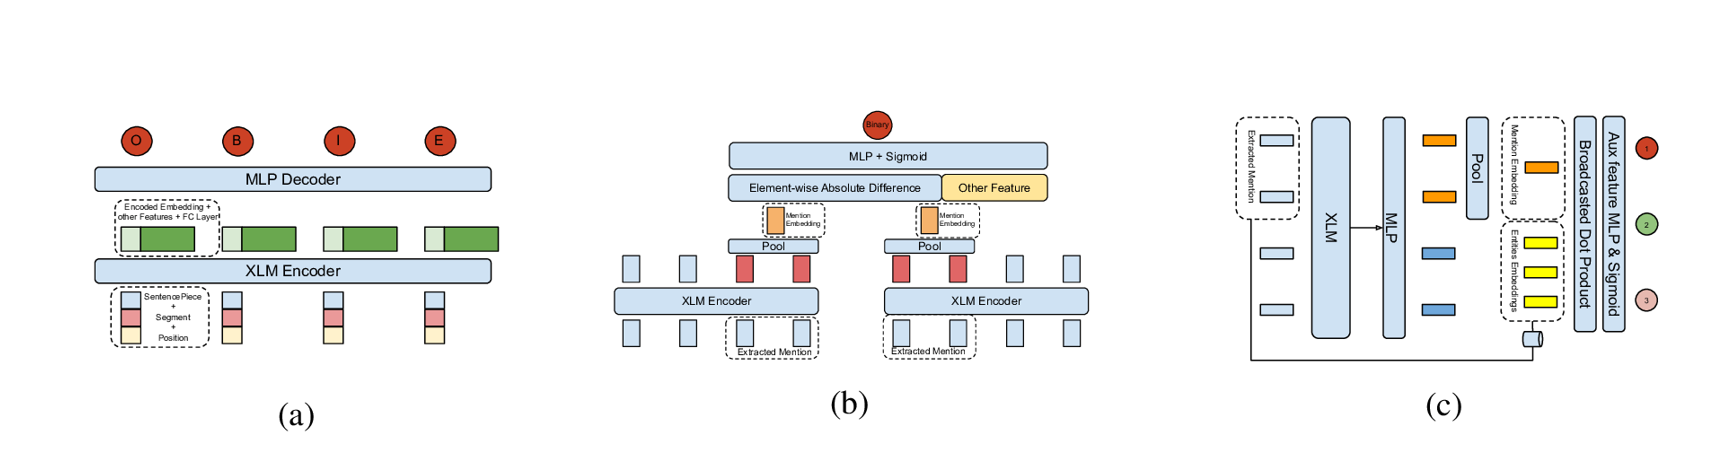 O B I E
MLP Decoder
Encoded Embedding +
other Features + FC Layer
XLM Encoder
SentencePiece
+
Segment
+
Position
(a)
Binary
MLP + Sigmoid
Element-wise Absolute Difference
Other Feature
Mention
Embedding
Mention
Embedding
Pool
Pool
XLM Encoder
XLM Encoder
Extracted Mention
Extracted Mention
(b)
Extracted Mention
XLM
MLP
Pool
Mention Embedding
Entities Embeddings
Broadcasted Dot Product
Aux feature MLP & Sigmoid
1
2
3
(c)